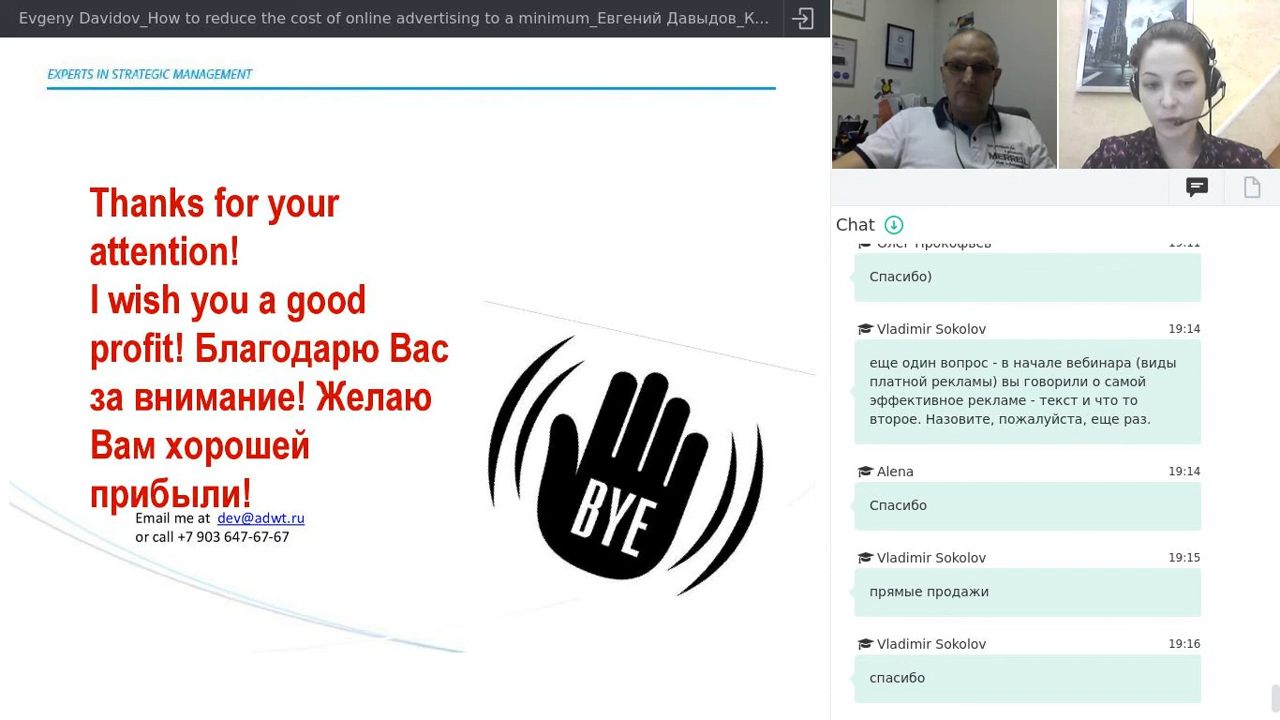 Evgeny Davidov_How to reduce the cost of online advertising to a minimum_Евгений Давыдов_К...
EXPERTS IN STRATEGIC MANAGEMENT
Thanks for your
attention!
I wish you a good
profit! Благодарю Вас
за внимание! Желаю
Вам хорошей
прибыли!
Email me at dev@adwt.ru
or call +7 903 647-67-67
BYE
MERREL
Chat
Олег Прокофьев 19:11
Спасибо)
Vladimir Sokolov 19:14
еще один вопрос - в начале вебинара (виды
платной рекламы) вы говорили о самой
эффективное рекламе - текст и что то
второе. Назовите, пожалуйста, еще раз.
Alena 19:14
Спасибо
Vladimir Sokolov 19:15
прямые продажи
Vladimir Sokolov 19:16
спасибо